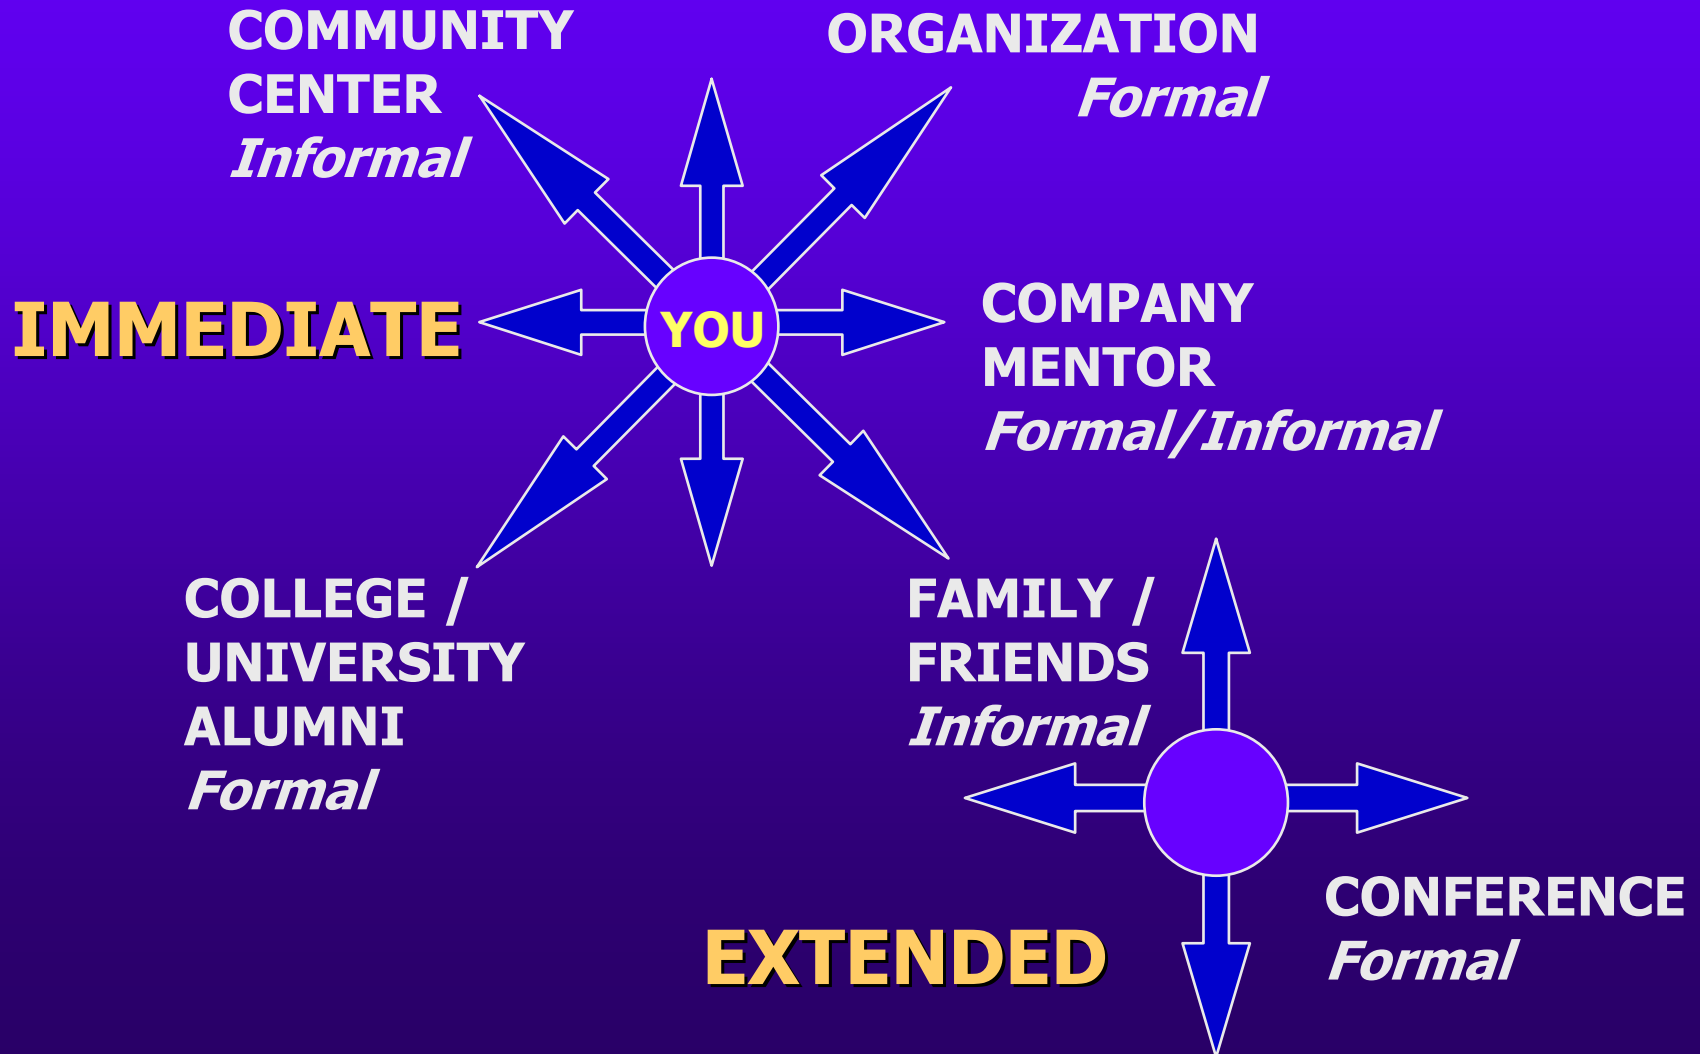 COMMUNITY
CENTER
Informal
ORGANIZATION
Formal
IMMEDIATE
YOU
COMPANY
MENTOR
Formal/Informal
COLLEGE /
UNIVERSITY
ALUMNI
Formal
FAMILY /
FRIENDS
Informal
EXTENDED
CONFERENCE
Formal